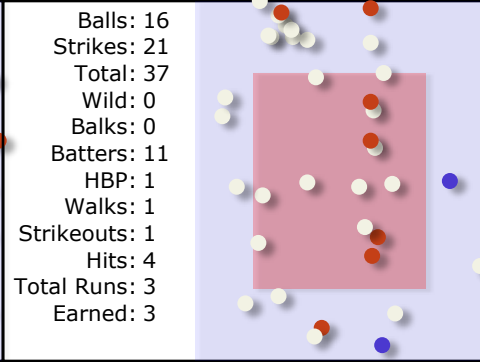 Balls: 16
Strikes: 21
Total: 37
Wild: 0
Balks: 0
Batters: 11
HBP: 1
Walks: 1
Strikeouts: 1
Hits: 4
Total Runs: 3
Earned: 3